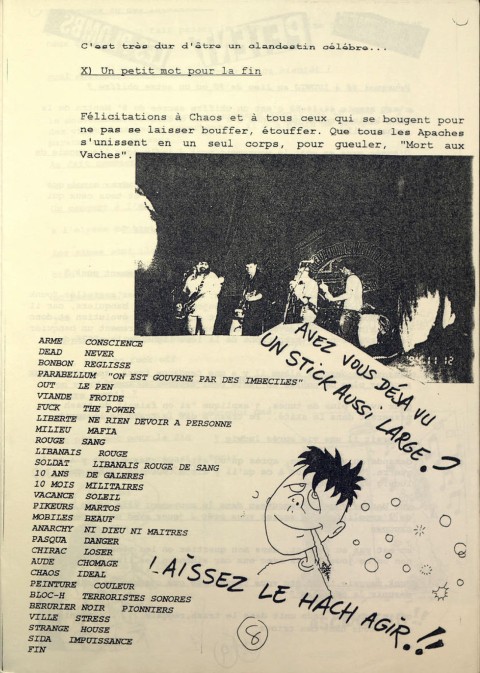 C'est très dur d'être un clandestin célèbre...
X) Un petit mot pour la fin
Félicitations à Chaos et à tous ceux qui se bougent pour
ne pas se laisser bouffer, étouffer. Que tous les Apaches
s'unissent en un seul corps, pour gueuler, "Mort aux
Vaches".
'95 11 12
AVEZ VOUS DÉJA VU
UN STICK AUSSI LARGE.?
ARME CONSCIENCE
DEAD NEVER
BONBON REGLISSE
PARABELLUM "ON EST GOUVRNE PAR DES IMBECILES"
OUT LE PEN
VIANDE FROIDE
FUCK THE POWER
LIBERTE NE RIEN DEVOIR A PERSONNE
MILIEU MAFIA
ROUGE SANG
LIBANAIS ROUGE
SOLDAT LIBANAIS ROUGE DE SANG
10 ANS DE GALERES
10 MOIS MILITAIRES
VACANCE SOLEIL
PIKEURS MARTOS
MOBILES BEAUF
ANARCHY NI DIEU NI MAITRES
PASQUA DANGER
CHIRAC LOSER
AUDE CHOMAGE
CHAOS IDEAL
PEINTURE COULEUR
BLOC-H TERRORISTES SONORES
BERURIER NOIR PIONNIERS
VILLE STRESS
STRANGE HOUSE
SIDA IMPUISSANCE
FIN
LAÏSSEZ LE HACH AGIR.!!
8